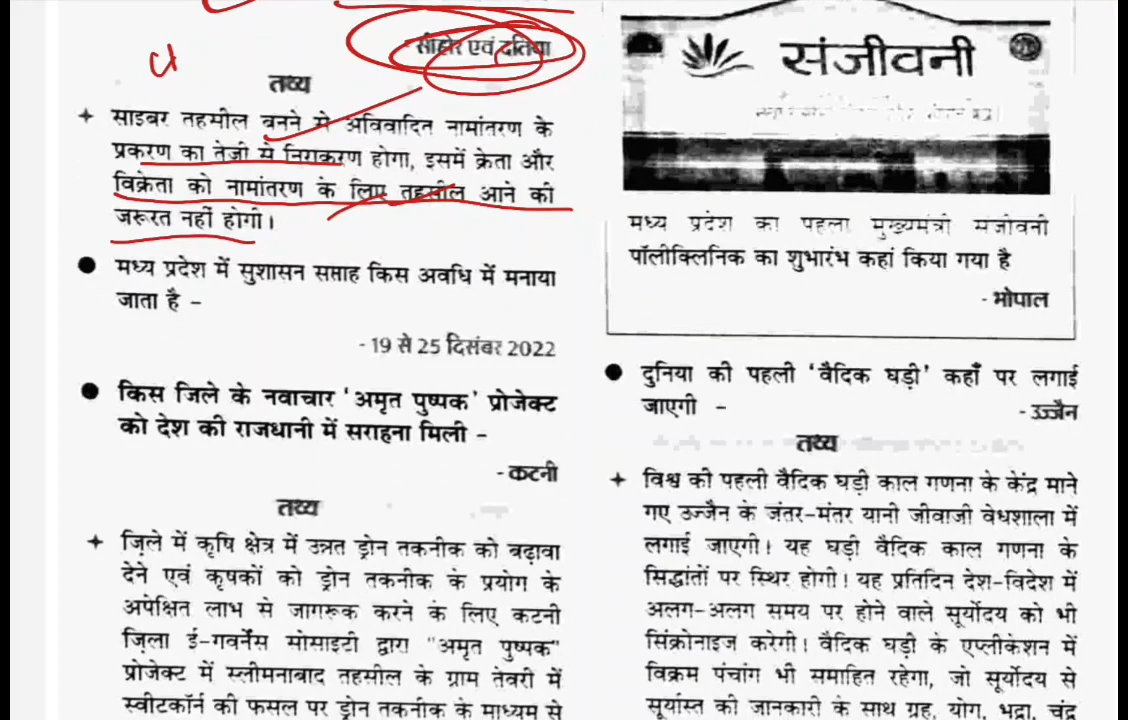 - सीहोर एवं दतिया
तथ्य
+ साइबर तहसील बनने से अविवादित नामांतरण के
प्रकरण का तेजी से निराकरण होगा, इसमें क्रेता और
विक्रेता को नामांतरण के लिए तहसील आने की
जरूरत नहीं होगी।
● मध्य प्रदेश में सुशासन सप्ताह किस अवधि में मनाया
जाता है –
- 19 से 25 दिसंबर 2022
● किस जिले के नवाचार 'अमृत पुष्पक' प्रोजेक्ट
को देश की राजधानी में सराहना मिली –
- कटनी
तथ्य
+ जिले में कृषि क्षेत्र में उन्नत ड्रोन तकनीक को बढ़ावा
देने एवं कृषकों को ड्रोन तकनीक के प्रयोग के
अपेक्षित लाभ से जागरूक करने के लिए कटनी
जिला ई-गवर्नेंस सोसाइटी द्वारा "अमृत पुष्पक"
प्रोजेक्ट में स्लीमनाबाद तहसील के ग्राम तेवरी में
स्वीटकॉर्न की फसल पर ड्रोन तकनीक के माध्यम से
संजीवनी
मध्य प्रदेश का पहला मुख्यमंत्री संजीवनी
पॉलीक्लिनिक का शुभारंभ कहां किया गया है
- भोपाल
● दुनिया की पहली 'वैदिक घड़ी' कहाँ पर लगाई
जाएगी – - उज्जैन
तथ्य
+ विश्व की पहली वैदिक घड़ी काल गणना के केंद्र माने
गए उज्जैन के जंतर-मंतर यानी जीवाजी वेधशाला में
लगाई जाएगी। यह घड़ी वैदिक काल गणना के
सिद्धांतों पर स्थिर होगी। यह प्रतिदिन देश-विदेश में
अलग-अलग समय पर होने वाले सूर्योदय को भी
सिंक्रोनाइज करेगी। वैदिक घड़ी के एप्लीकेशन में
विक्रम पंचांग भी समाहित रहेगा, जो सूर्योदय से
सूर्यास्त की जानकारी के साथ ग्रह, योग, भद्रा, चंद्र